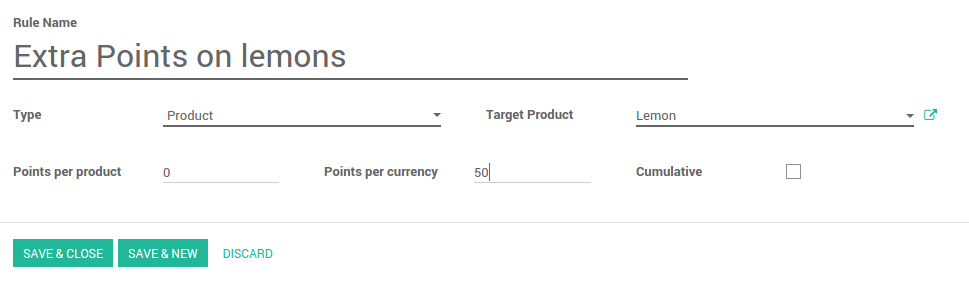 Rule Name
Extra Points on lemons
Type Product Target Product Lemon
Points per product 0 Points per currency 50 Cumulative
SAVE & CLOSE SAVE & NEW DISCARD